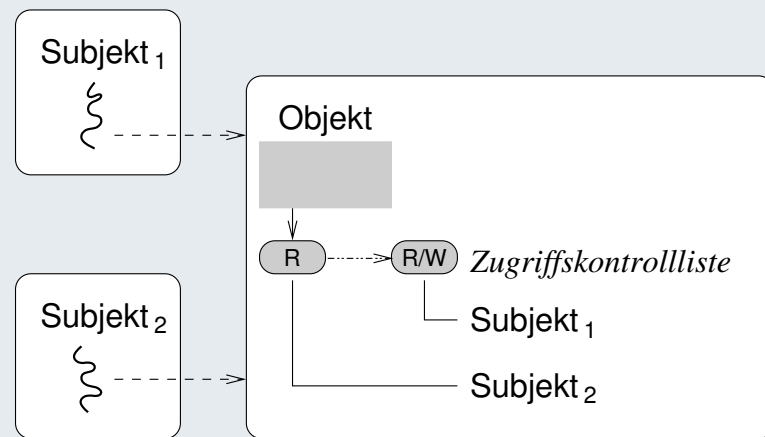 Subjekt 1
Objekt
R R/W Zugriffskontrollliste
Subjekt 2
Subjekt 1
Subjekt 2